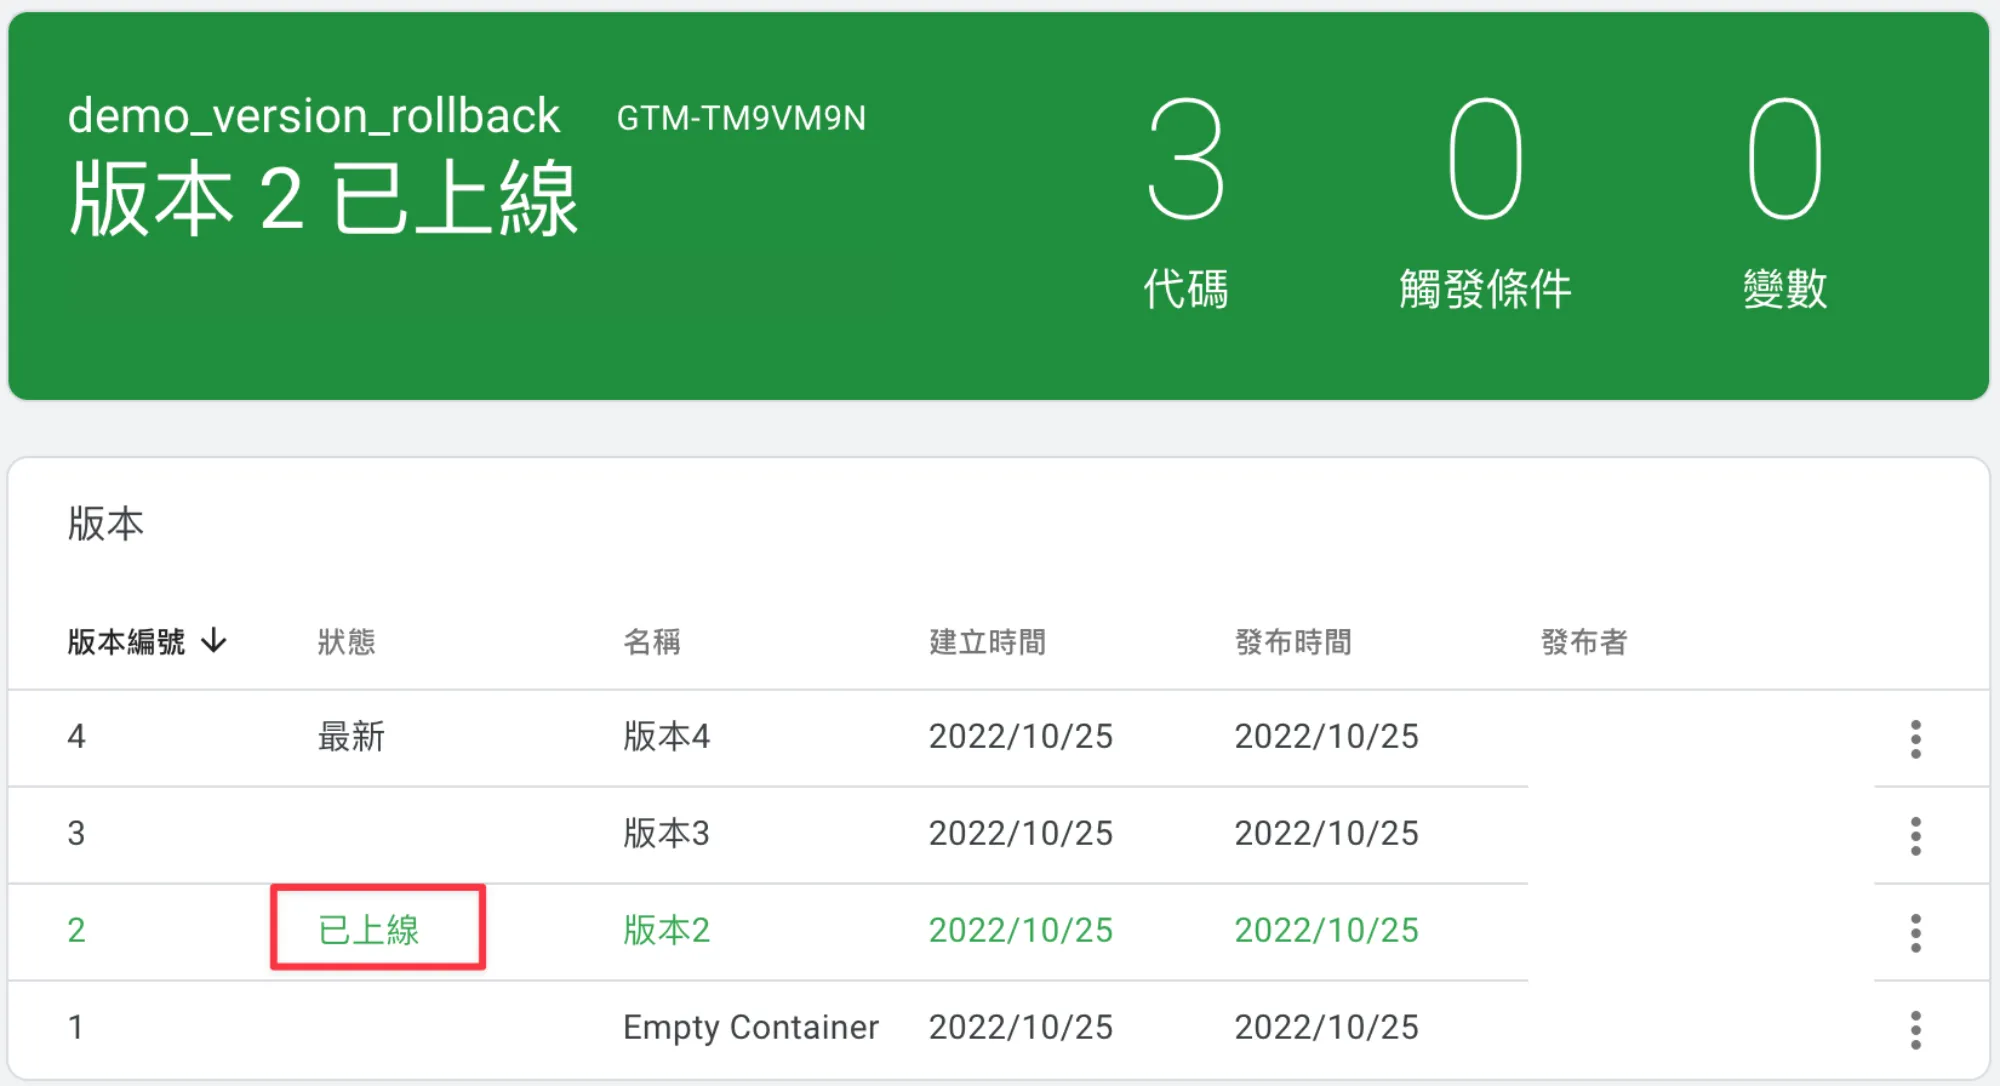 demo_version_rollback GTM-TM9VM9N
版本 2 已上線
3 0 0
代碼 觸發條件 變數
版本
版本編號 狀態 名稱 建立時間 發布時間 發布者
4 最新 版本4 2022/10/25 2022/10/25
3 版本3 2022/10/25 2022/10/25
2 已上線 版本2 2022/10/25 2022/10/25
1 Empty Container 2022/10/25 2022/10/25